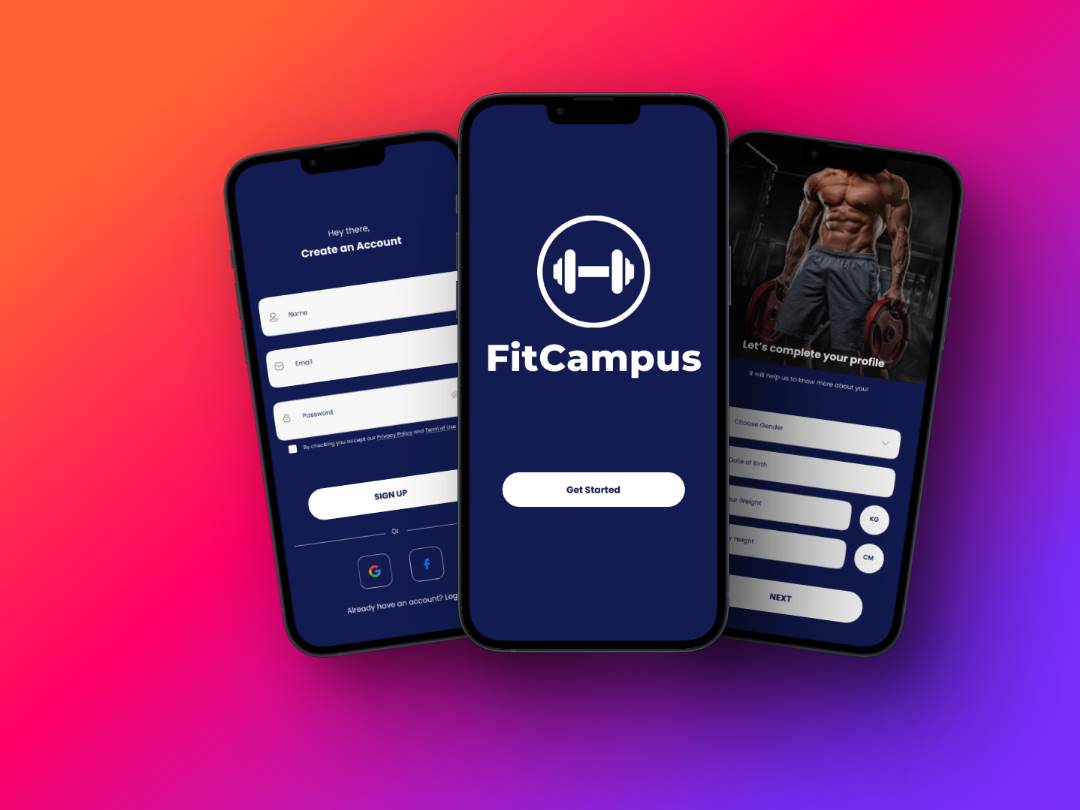 Hey there,
Create an Account
Name
Email
Password
By checking you accept our Privacy Policy and Term of Use
SIGN UP
Or
Already have an account? Log
FitCampus
Get Started
Let's complete your profile
It will help us to know more about you!
Choose Gender
Date of Birth
our Weight
KG
Height
CM
NEXT